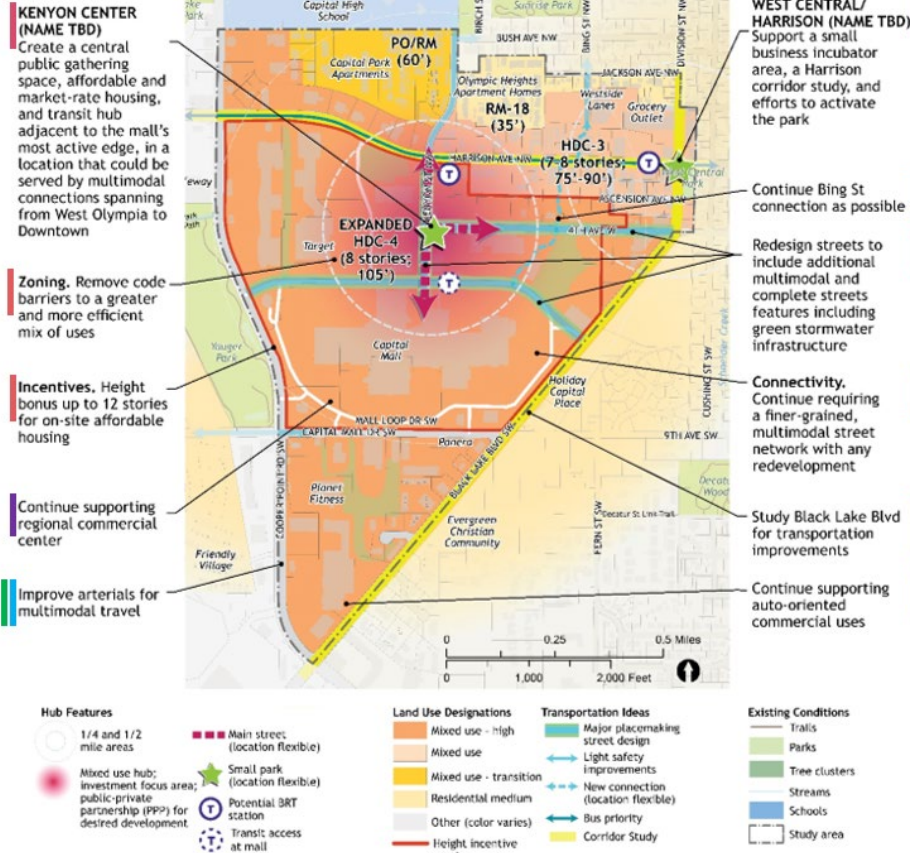 KENYON CENTER
(NAME TBD)
Create a central
public gathering
space, affordable and
market-rate housing,
and transit hub
adjacent to the mall's
most active edge, in a
location that could be
served by multimodal
connections spanning
from West Olympia to
Downtown
Zoning. Remove code
barriers to a greater
and more efficient
mix of uses
Incentives. Height
bonus up to 12 stories
for on-site affordable
housing
Continue supporting
regional commercial
center
Improve arterials for
multimodal travel
Capital High
School
Sunrise Park
BIRCH S
BING ST NW
DIVISION ST NW
BUSH AVE NW
PO/RM
(60')
Capital Park
Apartments
JACKSON AVE NW
Olympic Heights
Apartment Homes
Westside
Lanes
Grocery
Outlet
RM-18
(35')
HDC-3
(7-8 stories;
75'-90')
HARRISON AVE NW
T
T
Central
ASCENSION AVE NW
4TH AVE W
EXPANDED
HDC-4
(8 stories;
105')
Target
T
Capital
Mall
Yauger
Park
Holiday
Capital
Place
MALL LOOP DR SW
CAPITAL MALL DR SW
Panera
9TH AVE SW
CUSHING ST SW
Schneider Creek
BLACK LAKE BLVD SW
COOPER POINT RD SW
Planet
Fitness
Evergreen
Christian
Community
Decatur St Link Trail
FERN ST SW
Friendly
Village
0 0.25 0.5 Miles
0 1,000 2,000 Feet
WEST CENTRAL/
HARRISON (NAME TBD)
Support a small
business incubator
area, a Harrison
corridor study, and
efforts to activate
the park
Continue Bing St
connection as possible
Redesign streets to
include additional
multimodal and
complete streets
features including
green stormwater
infrastructure
Connectivity.
Continue requiring
a finer-grained,
multimodal street
network with any
redevelopment
Study Black Lake Blvd
for transportation
improvements
Continue supporting
auto-oriented
commercial uses
Hub Features
1/4 and 1/2
mile areas
Mixed use hub;
investment focus area;
public-private
partnership (PPP) for
desired development
Main street
(location flexible)
Small park
(location flexible)
T
Potential BRT
station
T
Transit access
at mall
Land Use Designations
Mixed use - high
Mixed use
Mixed use - transition
Residential medium
Other (color varies)
Height incentive
Transportation Ideas
Major placemaking
street design
Light safety
improvements
New connection
(location flexible)
Bus priority
Corridor Study
Existing Conditions
Trails
Parks
Tree clusters
Streams
Schools
Study area